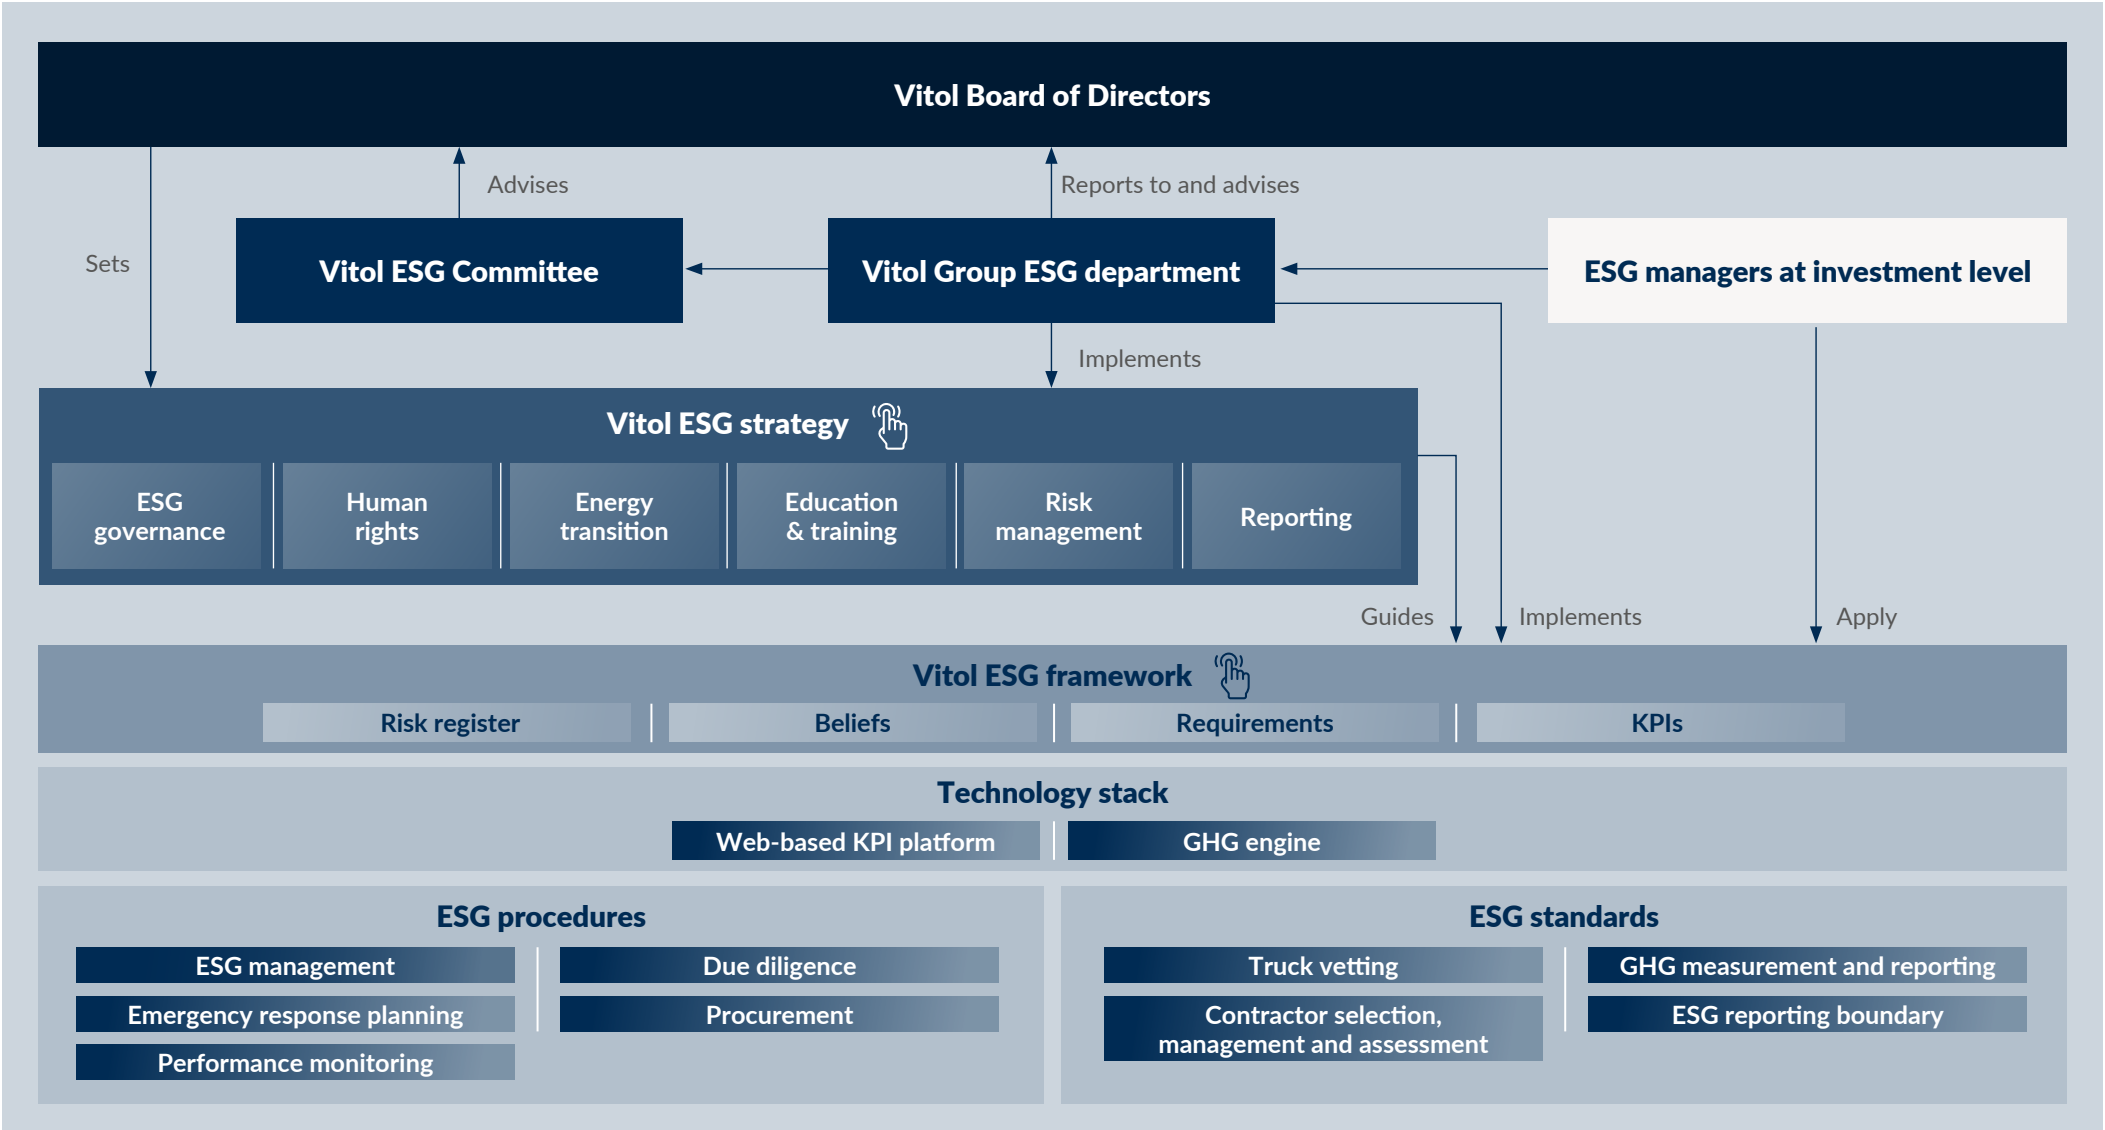 Vitol Board of Directors
Advises
Reports to and advises
Sets
Vitol ESG Committee
Vitol Group ESG department
ESG managers at investment level
Implements
Vitol ESG strategy
ESG
governance
Human
rights
Energy
transition
Education
& training
Risk
management
Reporting
Guides
Implements
Apply
Vitol ESG framework
Risk register
Beliefs
Requirements
KPIs
Technology stack
Web-based KPI platform
GHG engine
ESG procedures
ESG management
Due diligence
Emergency response planning
Procurement
Performance monitoring
ESG standards
Truck vetting
GHG measurement and reporting
Contractor selection,
management and assessment
ESG reporting boundary